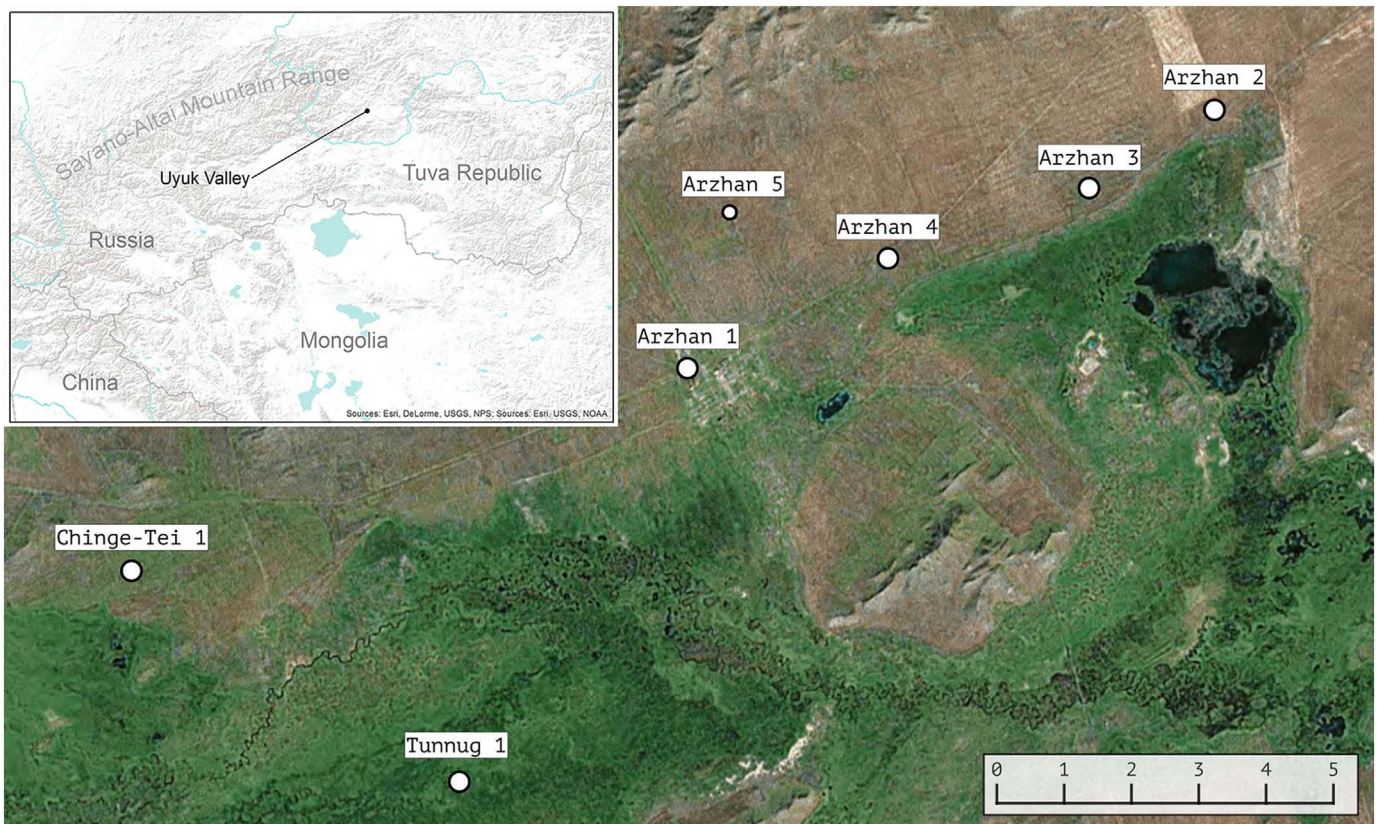 Sayano-Altai Mountain Range
Uyuk Valley
Tuva Republic
Russia
Mongolia
China
Sources: Esri, DeLorme, USGS, NPS; Sources: Esri, USGS, NOAA
Arzhan 2
Arzhan 3
Arzhan 5
Arzhan 4
Arzhan 1
Chinge-Tei 1
Tunnug 1
0 1 2 3 4 5